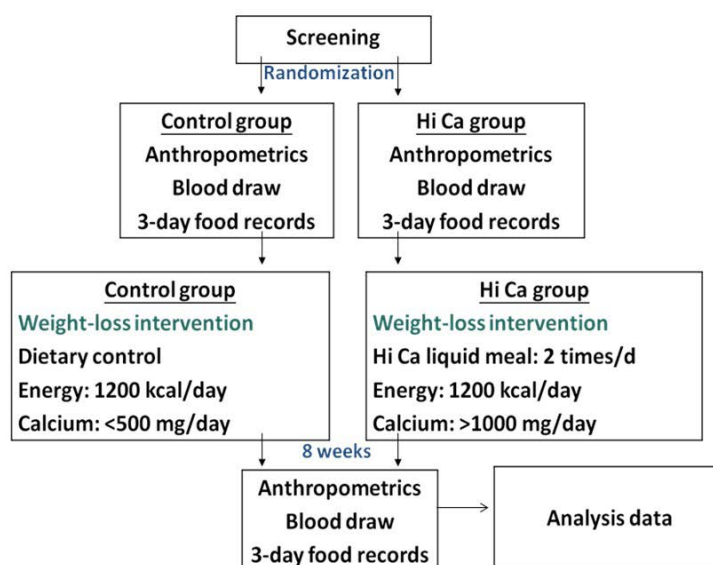 Screening
Randomization
Control group
Anthropometrics
Blood draw
3-day food records
Hi Ca group
Anthropometrics
Blood draw
3-day food records
Control group
Weight-loss intervention
Dietary control
Energy: 1200 kcal/day
Calcium: <500 mg/day
Hi Ca group
Weight-loss intervention
Hi Ca liquid meal: 2 times/d
Energy: 1200 kcal/day
Calcium: >1000 mg/day
8 weeks
Anthropometrics
Blood draw
3-day food records
Analysis data